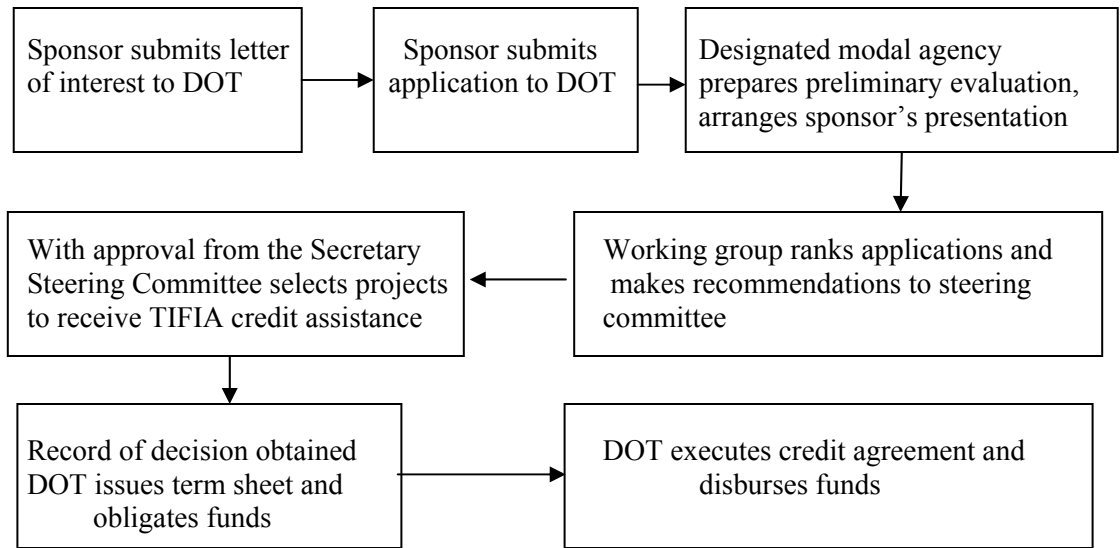 Sponsor submits letter
of interest to DOT
Sponsor submits
application to DOT
Designated modal agency
prepares preliminary evaluation,
arranges sponsor's presentation
Working group ranks applications and
makes recommendations to steering
committee
With approval from the Secretary
Steering Committee selects projects
to receive TIFIA credit assistance
Record of decision obtained
DOT issues term sheet and
obligates funds
DOT executes credit agreement and
disburses funds